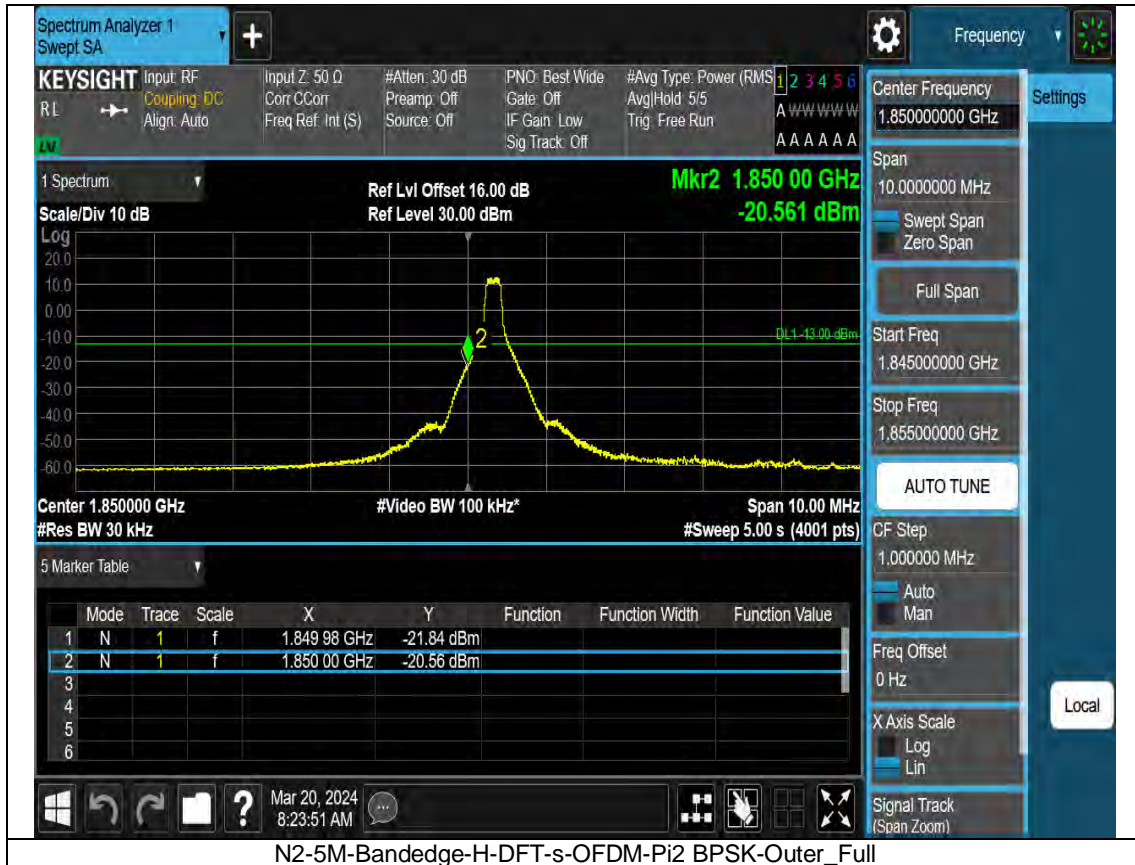 Spectrum Analyzer 1
Swept SA
Frequency
KEYSIGHT
RL
LNI
Input: RF
Coupling: DC
Align: Auto
Input Z: 50 Ω
Corr CCorr
Freq Ref: Int (S)
#Atten: 30 dB
Preamp: Off
Source: Off
PNO: Best Wide
Gate: Off
IF Gain: Low
Sig Track: Off
#Avg Type: Power (RMS
Avg|Hold: 5/5
Trig: Free Run
1 2 3 4 5 6
A W W W W W
A A A A A A
1 Spectrum
Scale/Div 10 dB
Log
Ref Lvl Offset 16.00 dB
Ref Level 30.00 dBm
Mkr2 1.850 00 GHz
-20.561 dBm
20.0
10.0
0.00
-10.0
-20.0
-30.0
-40.0
-50.0
-60.0
2
DL1 -13.00 dBm
Center 1.850000 GHz
#Video BW 100 kHz*
Span 10.00 MHz
#Res BW 30 kHz
#Sweep 5.00 s (4001 pts)
5 Marker Table
Mode Trace Scale X Y Function Function Width Function Value
1 N 1 f 1.849 98 GHz -21.84 dBm
2 N 1 f 1.850 00 GHz -20.56 dBm
3
4
5
6
?
Mar 20, 2024
8:23:51 AM
Center Frequency
1.850000000 GHz
Settings
Span
10.0000000 MHz
Swept Span
Zero Span
Full Span
Start Freq
1.845000000 GHz
Stop Freq
1.855000000 GHz
AUTO TUNE
CF Step
1.000000 MHz
Auto
Man
Freq Offset
0 Hz
X Axis Scale
Log
Lin
Local
Signal Track
(Span Zoom)
N2-5M-Bandedge-H-DFT-s-OFDM-Pi2 BPSK-Outer_Full